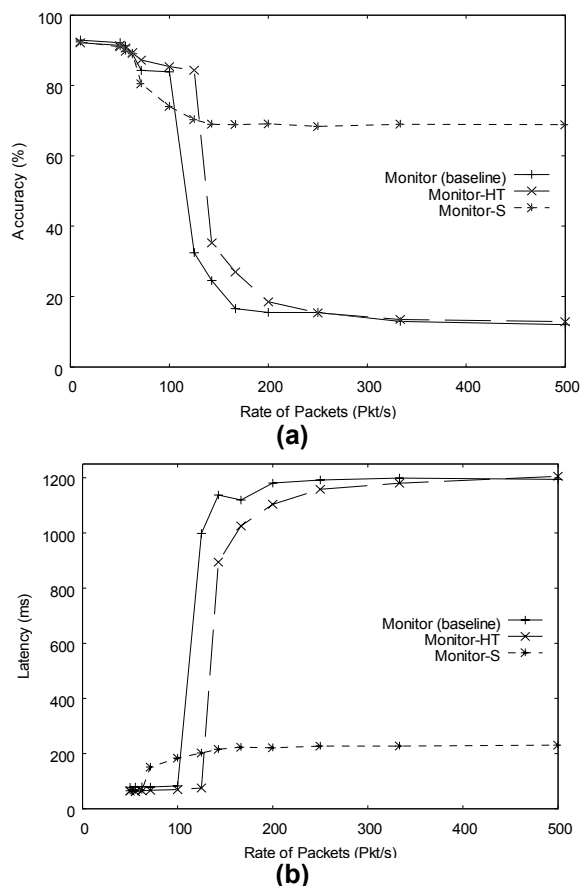 100
80
60
40
20
0
Accuracy (%)
Monitor (baseline)
Monitor-HT
Monitor-S
0 100 200 300 400 500
Rate of Packets (Pkt/s)
(a)
1200
1000
800
600
400
200
0
Latency (ms)
Monitor (baseline)
Monitor-HT
Monitor-S
0 100 200 300 400 500
Rate of Packets (Pkt/s)
(b)